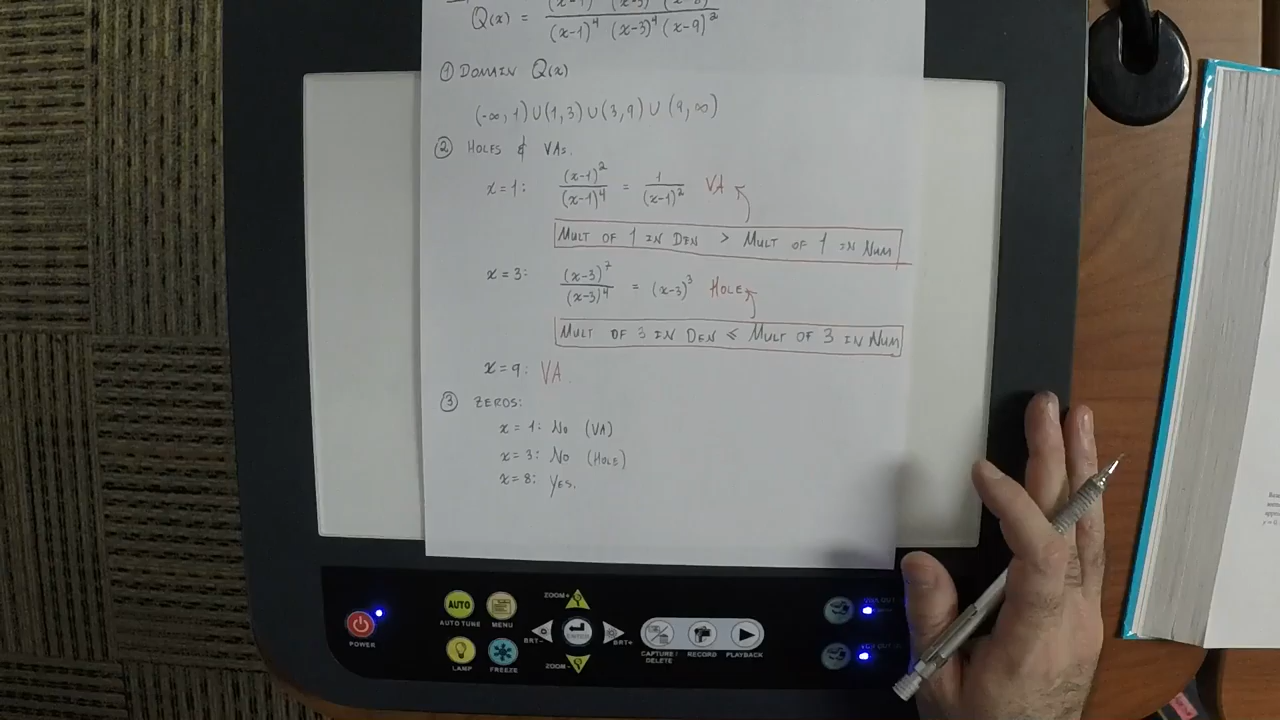 Q(x) =
(x-1)⁴ (x-3)⁴ (x-9)²
① DOMAIN Q(x)
(-∞, 1) ∪ (1, 3) ∪ (3, 9) ∪ (9, ∞)
② HOLES & VAs.
x = 1: (x-1)²/(x-1)⁴ = 1/(x-1)² VA
MULT OF 1 IN DEN > MULT OF 1 IN NUM
x = 3: (x-3)⁷/(x-3)⁴ = (x-3)³ HOLE
MULT OF 3 IN DEN ≤ MULT OF 3 IN NUM
x = 9: VA.
③ ZEROS:
x = 1: No (VA)
x = 3: No (HOLE)
x = 8: YES.
ZOOM+
AUTO
AUTO TUNE
MENU
ENTER
BRT-
BRT+
CAPTURE / DELETE
RECORD
PLAYBACK
POWER
LAMP
FREEZE
ZOOM-